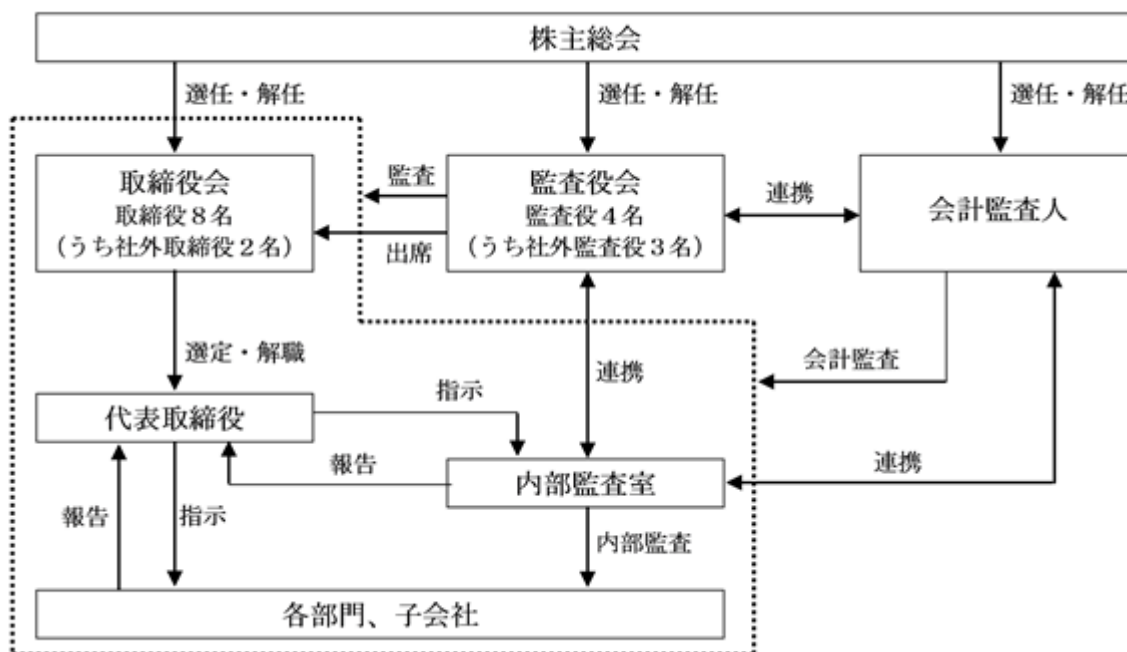 株主総会
選任・解任
選任・解任
選任・解任
取締役会
取締役8名
(うち社外取締役2名)
監査
出席
監査役会
監査役4名
(うち社外監査役3名)
連携
会計監査人
選定・解職
連携
会計監査
代表取締役
指示
報告
内部監査室
連携
報告
指示
内部監査
各部門、子会社